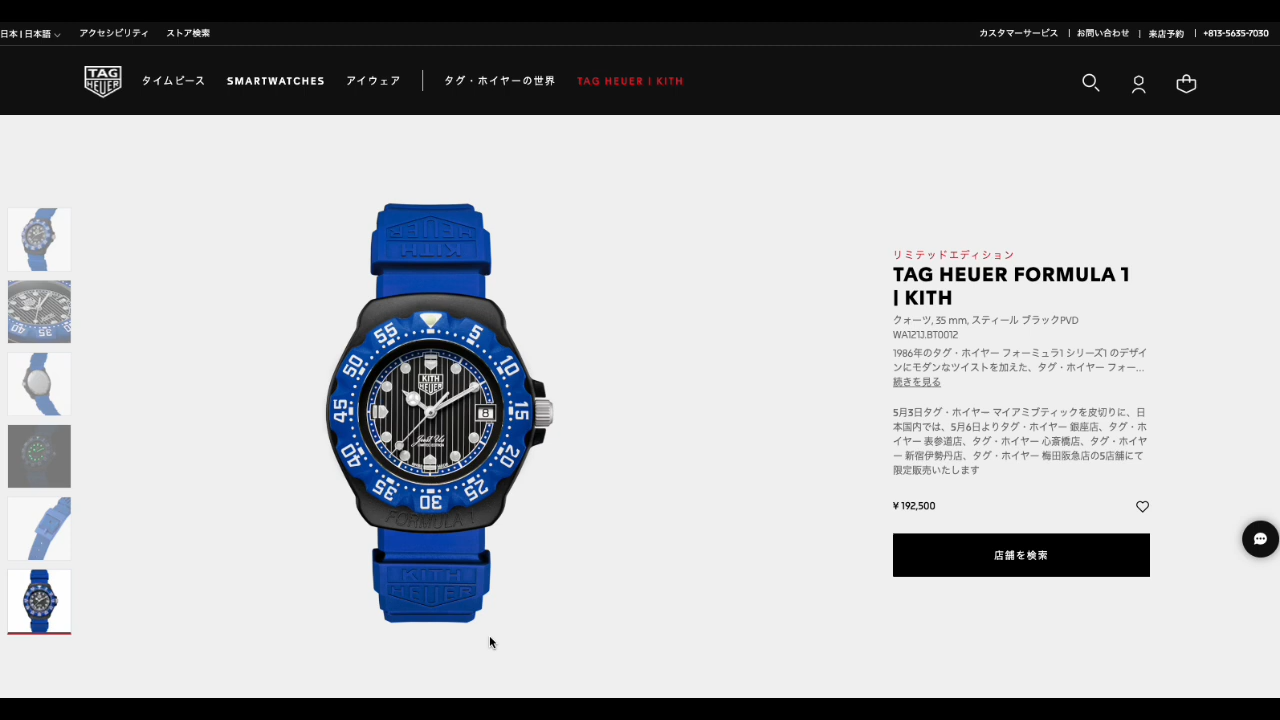 日本 | 日本語
アクセシビリティ
ストア検索
カスタマーサービス
お問い合わせ
来店予約
+813-5635-7030
TAG
HEUER
タイムピース
SMARTWATCHES
アイウェア
タグ・ホイヤーの世界
TAG HEUER | KITH
KITH
HEUER
55
5
50
10
45
15
40
20
35
25
30
8
KITH
HEUER
Just Us
FORMULA 1
KITH
HEUER
リミテッドエディション
TAG HEUER FORMULA 1
| KITH
クォーツ, 35 mm, スティール ブラックPVD
WA121J.BT0012
1986年のタグ・ホイヤー フォーミュラ1 シリーズ1 のデザイ
ンにモダンなツイストを加えた、タグ・ホイヤー フォー...
続きを見る
5月3日タグ・ホイヤー マイアミブティックを皮切りに、日
本国内では、5月6日よりタグ・ホイヤー 銀座店、タグ・ホ
イヤー 表参道店、タグ・ホイヤー 心斎橋店、タグ・ホイヤ
ー 新宿伊勢丹店、タグ・ホイヤー 梅田阪急店の5店舗にて
限定販売いたします
¥ 192,500
店舗を検索